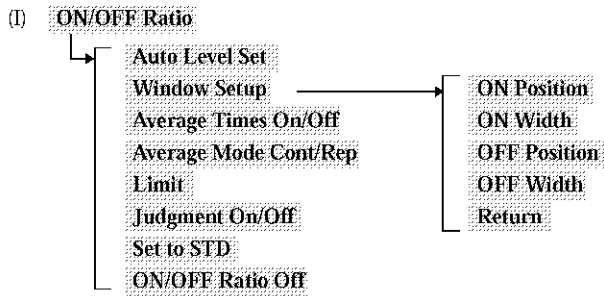 (I) ON/OFF Ratio
Auto Level Set
Window Setup
Average Times On/Off
Average Mode Cont/Rep
Limit
Judgment On/Off
Set to STD
ON/OFF Ratio Off
ON Position
ON Width
OFF Position
OFF Width
Return